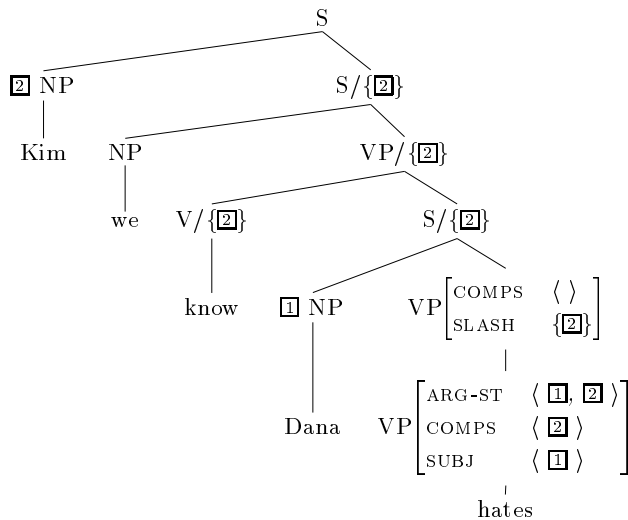 S
2 NP S/{2}
Kim NP VP/{2}
we V/{2} S/{2}
know 1 NP VP[COMPS ⟨ ⟩
SLASH {2}]
Dana VP[ARG-ST ⟨ 1, 2 ⟩
COMPS ⟨ 2 ⟩
SUBJ ⟨ 1 ⟩]
hates